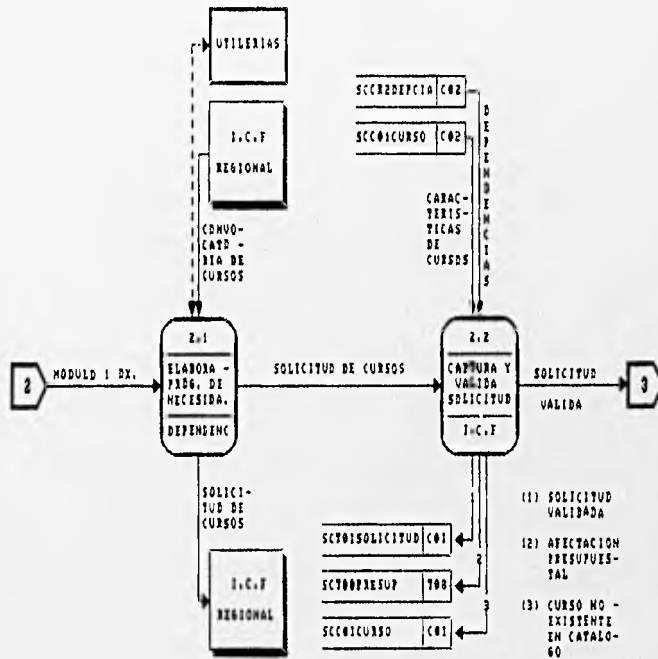 UTILERIAS
I.C.F
REGIONAL
CONVO-
CATO -
RIA DE
CURSOS
SCCR2DEPCIA C02
SCC01CURSO C02
DEPENDENCIAS
CARAC-
TERIS-
TICAS
DE
CURSOS
2
MODULO 1 DX.
2.1
ELABORA -
PROG. DE
NECESIDA.
DEPENDENC
SOLICITUD DE CURSOS
2.2
CAPTURA Y
VALIDA
SOLICITUD
I.C.F
SOLICITUD
VALIDA
3
SOLICI-
TUD DE
CURSOS
I.C.F
REGIONAL
1
2
3
SCT01SOLICITUD C01
SCT08PRESUP T08
SCC01CURSO C01
(1) SOLICITUD
VALIDADA
(2) AFECTACION
PRESUPUES-
TAL
(3) CURSO NO -
EXISTENTE
EN CATALO-
GO